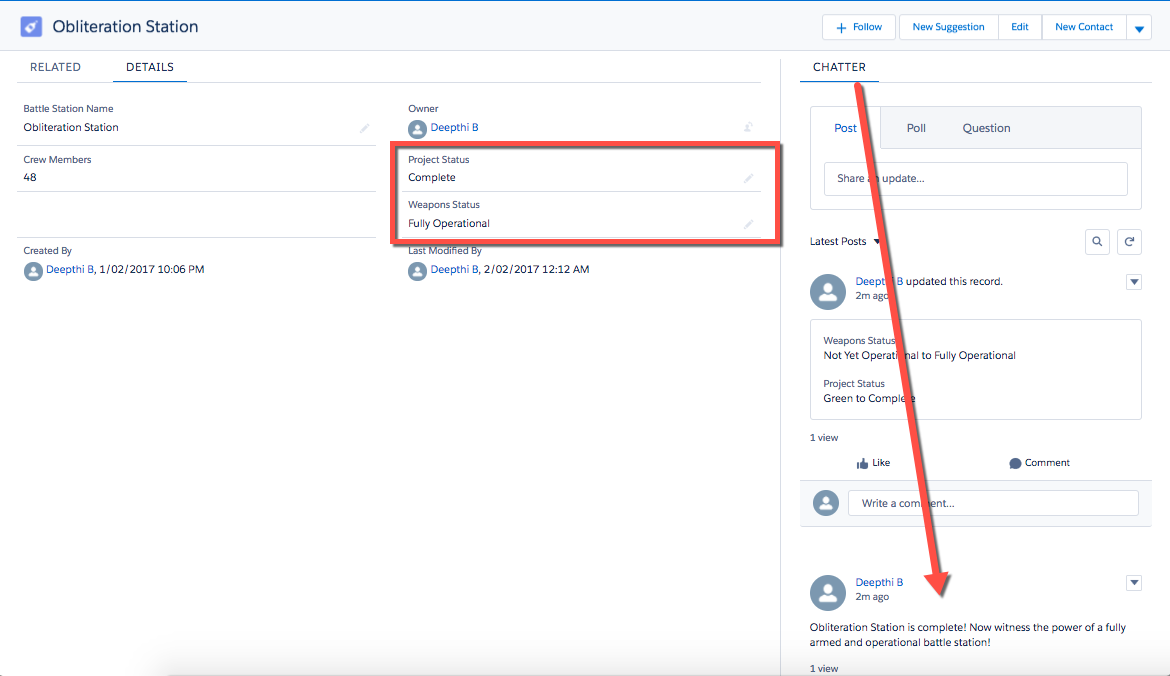 Obliteration Station
Follow
New Suggestion
Edit
New Contact
RELATED
DETAILS
Battle Station Name
Obliteration Station
Owner
Deepthi B
Crew Members
48
Project Status
Complete
Weapons Status
Fully Operational
Created By
Deepthi B, 1/02/2017 10:06 PM
Last Modified By
Deepthi B, 2/02/2017 12:12 AM
CHATTER
Post
Poll
Question
Share an update...
Latest Posts
Deepthi B updated this record.
2m ago
Weapons Status
Not Yet Operational to Fully Operational
Project Status
Green to Complete
1 view
Like
Comment
Write a comment...
Deepthi B
2m ago
Obliteration Station is complete! Now witness the power of a fully
armed and operational battle station!
1 view